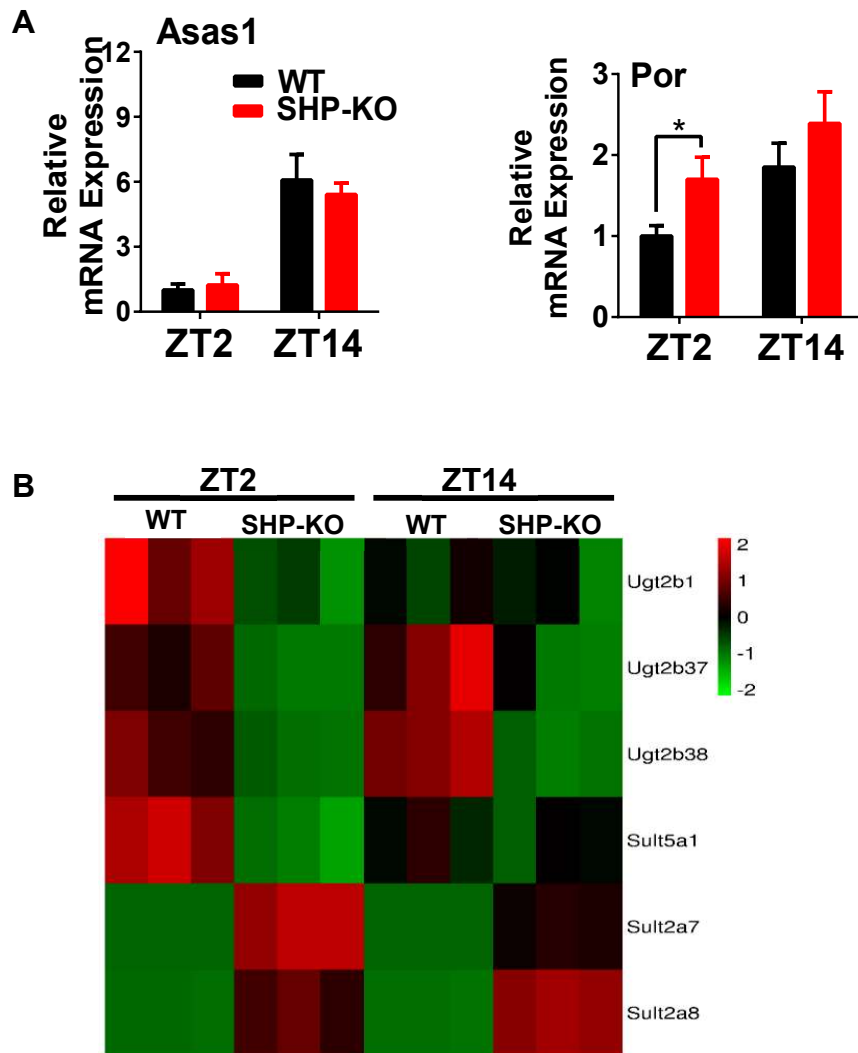 A
Asas1
Relative
mRNA Expression
12
9
6
3
0
WT
SHP-KO
ZT2 ZT14
Por
Relative
mRNA Expression
3
2
1
0
*
ZT2 ZT14
B
ZT2 ZT14
WT SHP-KO WT SHP-KO
Ugt2b1
Ugt2b37
Ugt2b38
Sult5a1
Sult2a7
Sult2a8
2
1
0
-1
-2